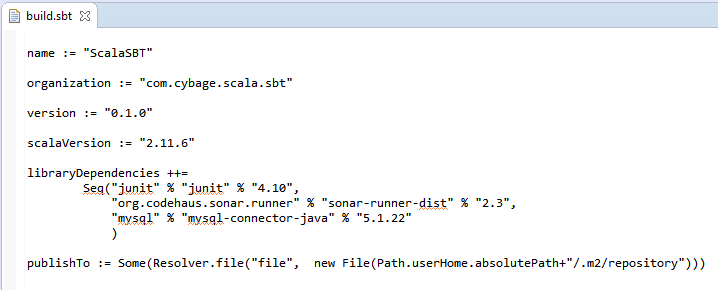 build.sbt
name := "ScalaSBT"
organization := "com.cybage.scala.sbt"
version := "0.1.0"
scalaVersion := "2.11.6"
libraryDependencies ++=
Seq("junit" % "junit" % "4.10",
"org.codehaus.sonar.runner" % "sonar-runner-dist" % "2.3",
"mysql" % "mysql-connector-java" % "5.1.22"
)
publishTo := Some(Resolver.file("file",  new File(Path.userHome.absolutePath+"/.m2/repository")))